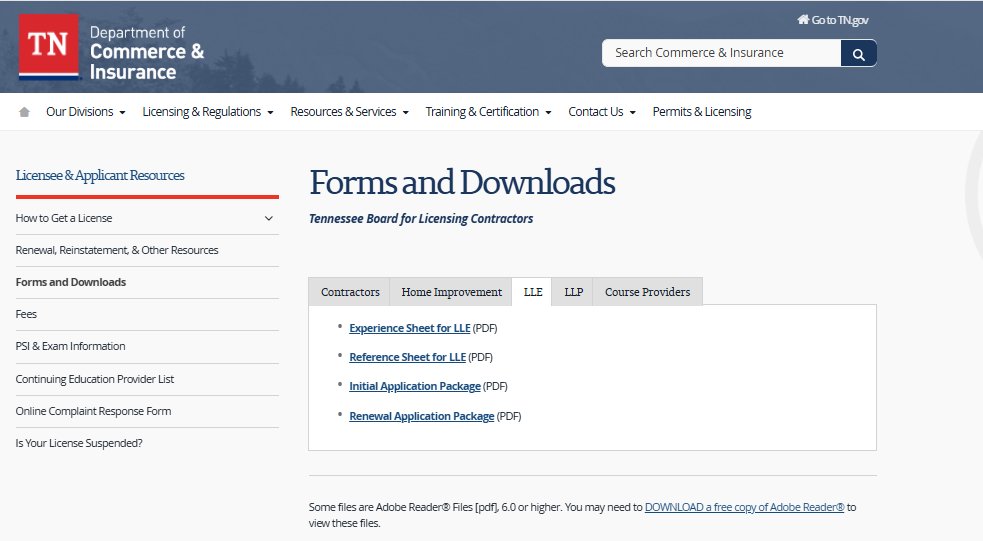 Go to TN.gov
TN
Department of
Commerce &
Insurance
Search Commerce & Insurance
Our Divisions Licensing & Regulations Resources & Services Training & Certification Contact Us Permits & Licensing
Licensee & Applicant Resources
How to Get a License
Renewal, Reinstatement, & Other Resources
Forms and Downloads
Fees
PSI & Exam Information
Continuing Education Provider List
Online Complaint Response Form
Is Your License Suspended?
Forms and Downloads
Tennessee Board for Licensing Contractors
Contractors Home Improvement LLE LLP Course Providers
• Experience Sheet for LLE (PDF)
• Reference Sheet for LLE (PDF)
• Initial Application Package (PDF)
• Renewal Application Package (PDF)
Some files are Adobe Reader® Files [pdf], 6.0 or higher. You may need to DOWNLOAD a free copy of Adobe Reader® to
view these files.